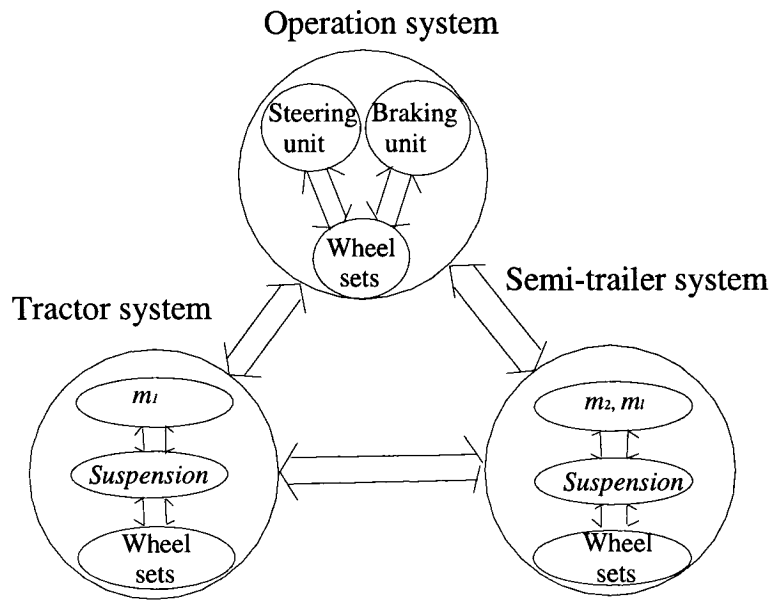 Operation system
Steering
unit
Braking
unit
Wheel
sets
Semi-trailer system
Tractor system
m1
Suspension
Wheel
sets
m2, ml
Suspension
Wheel
sets